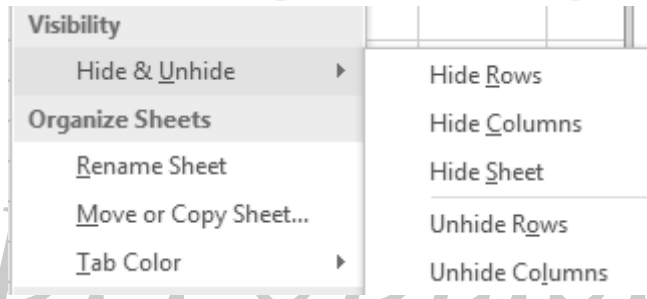 Visibility
Hide & Unhide
Organize Sheets
Rename Sheet
Move or Copy Sheet...
Tab Color
Hide Rows
Hide Columns
Hide Sheet
Unhide Rows
Unhide Columns